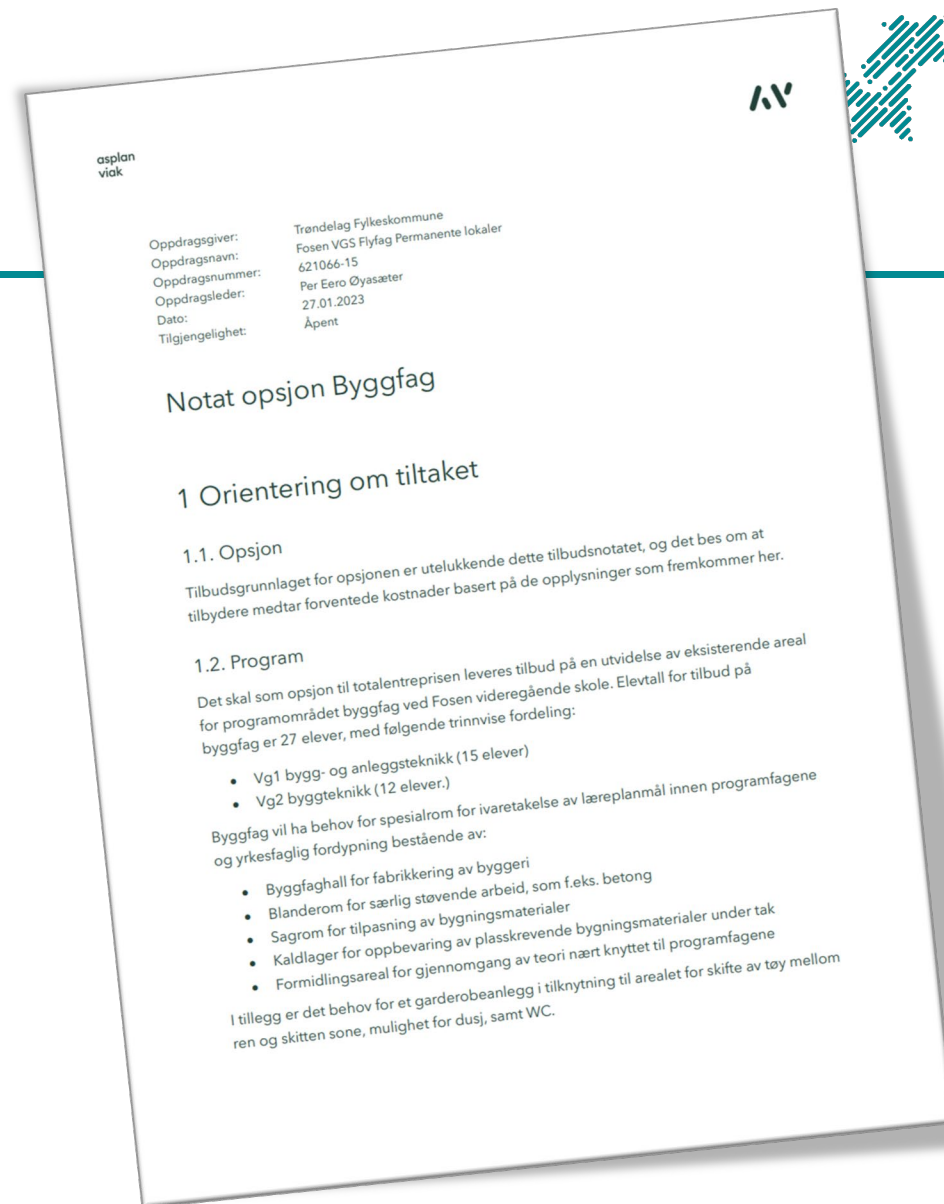 asplan
viak
Oppdragsgiver: Trøndelag Fylkeskommune
Oppdragsnavn: Fosen VGS Flyfag Permanente lokaler
Oppdragsnummer: 621066-15
Oppdragsleder: Per Eero Øyasæter
Dato: 27.01.2023
Tilgjengelighet: Åpent
Notat opsjon Byggfag
1 Orientering om tiltaket
1.1. Opsjon
Tilbudsgrunnlaget for opsjonen er utelukkende dette tilbudsnotatet, og det bes om at
tilbydere medtar forventede kostnader basert på de opplysninger som fremkommer her.
1.2. Program
Det skal som opsjon til totalentreprisen leveres tilbud på en utvidelse av eksisterende areal
for programområdet byggfag ved Fosen videregående skole. Elevtall for tilbud på
byggfag er 27 elever, med følgende trinnvise fordeling:
• Vg1 bygg- og anleggsteknikk (15 elever)
• Vg2 byggteknikk (12 elever.)
Byggfag vil ha behov for spesialrom for ivaretakelse av læreplanmål innen programfagene
og yrkesfaglig fordypning bestående av:
• Byggfaghall for fabrikkering av byggeri
• Blanderom for særlig støvende arbeid, som f.eks. betong
• Sagrom for tilpasning av bygningsmaterialer
• Kaldlager for oppbevaring av plasskrevende bygningsmaterialer under tak
• Formidlingsareal for gjennomgang av teori nært knyttet til programfagene
I tillegg er det behov for et garderobeanlegg i tilknytning til arealet for skifte av tøy mellom
ren og skitten sone, mulighet for dusj, samt WC.